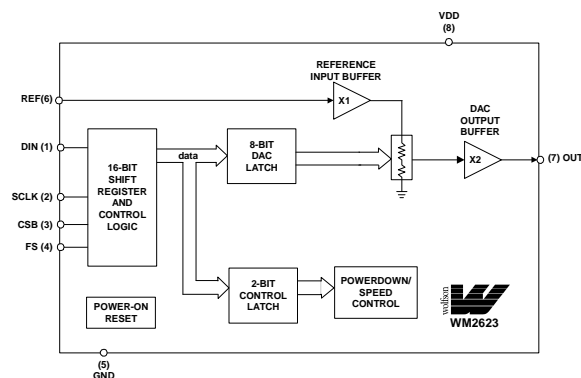 VDD
(8)
REFERENCE
INPUT BUFFER
REF(6)
X1
DAC
OUTPUT
BUFFER
DIN (1)
16-BIT
SHIFT
REGISTER
AND
CONTROL
LOGIC
data
8-BIT
DAC
LATCH
X2
(7) OUT
SCLK (2)
CSB (3)
FS (4)
2-BIT
CONTROL
LATCH
POWERDOWN/
SPEED
CONTROL
POWER-ON
RESET
wolfson
WM2623
(5)
GND